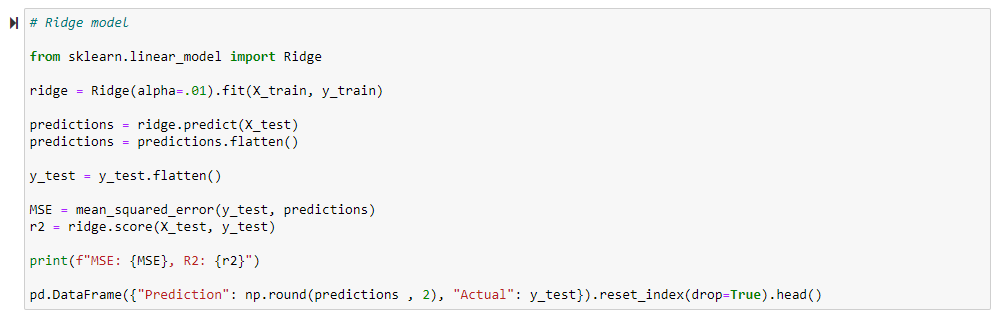 # Ridge model
from sklearn.linear_model import Ridge
ridge = Ridge(alpha=.01).fit(X_train, y_train)
predictions = ridge.predict(X_test)
predictions = predictions.flatten()
y_test = y_test.flatten()
MSE = mean_squared_error(y_test, predictions)
r2 = ridge.score(X_test, y_test)
print(f"MSE: {MSE}, R2: {r2}")
pd.DataFrame({"Prediction": np.round(predictions , 2), "Actual": y_test}).reset_index(drop=True).head()